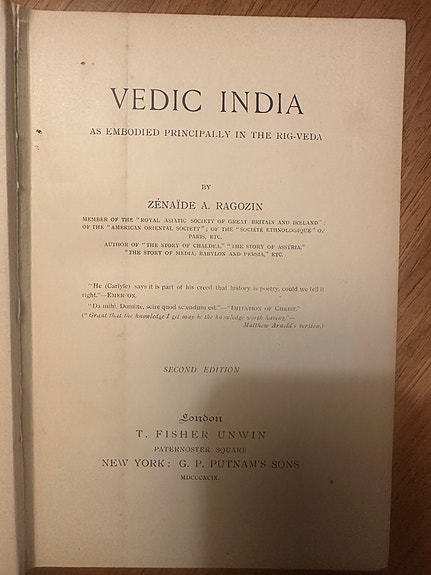 VEDIC INDIA
AS EMBODIED PRINCIPALLY IN THE RIG-VEDA
BY
ZÉNAÏDE A. RAGOZIN
MEMBER OF THE "ROYAL ASIATIC SOCIETY OF GREAT BRITAIN AND IRELAND";
OF THE "AMERICAN ORIENTAL SOCIETY"; OF THE "SOCIÉTÉ ETHNOLOGIQUE" OF
PARIS, ETC.
AUTHOR OF "THE STORY OF CHALDEA," "THE STORY OF ASSYRIA,"
"THE STORY OF MEDIA, BABYLON AND PERSIA," ETC.
"He (Carlyle) says it is part of his creed that history is poetry, could we tell it
right."—EMERSON.
"Da mihi, Domine, scire quod sciendum est."—"IMITATION OF CHRIST."
("Grant that the knowledge I get may be the knowledge worth having."—
Matthew Arnold's version.)
SECOND EDITION
London
T. FISHER UNWIN
PATERNOSTER SQUARE
NEW YORK: G. P. PUTNAM'S SONS
MDCCCXCIX.